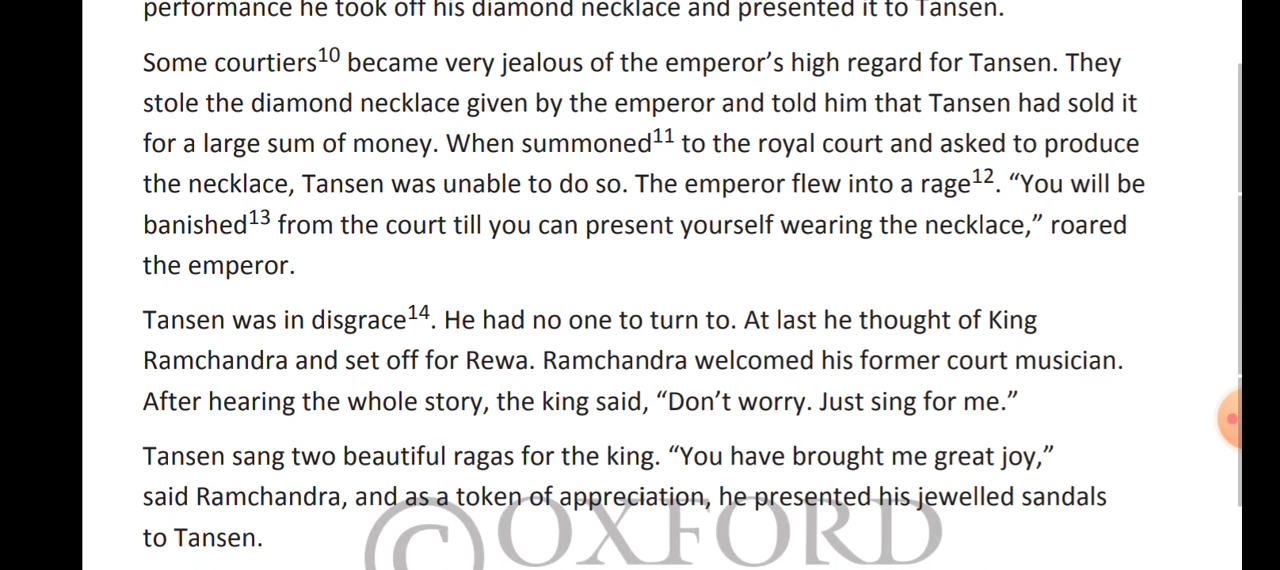 performance he took off his diamond necklace and presented it to Tansen.
Some courtiers10 became very jealous of the emperor's high regard for Tansen. They
stole the diamond necklace given by the emperor and told him that Tansen had sold it
for a large sum of money. When summoned11 to the royal court and asked to produce
the necklace, Tansen was unable to do so. The emperor flew into a rage12. “You will be
banished13 from the court till you can present yourself wearing the necklace,” roared
the emperor.
Tansen was in disgrace14. He had no one to turn to. At last he thought of King
Ramchandra and set off for Rewa. Ramchandra welcomed his former court musician.
After hearing the whole story, the king said, “Don’t worry. Just sing for me.”
Tansen sang two beautiful ragas for the king. “You have brought me great joy,”
said Ramchandra, and as a token of appreciation, he presented his jewelled sandals
to Tansen.
© OXFORD